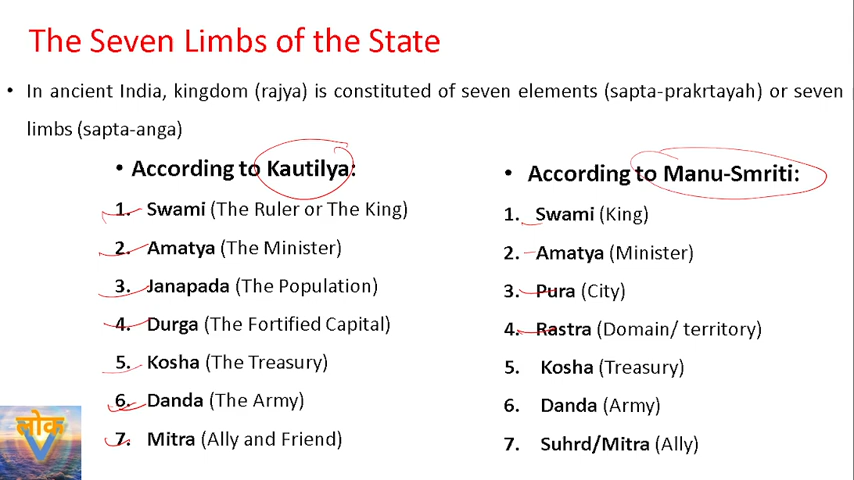 The Seven Limbs of the State
• In ancient India, kingdom (rajya) is constituted of seven elements (sapta-prakrtayah) or seven
limbs (sapta-anga)
• According to Kautilya:
1. Swami (The Ruler or The King)
2. Amatya (The Minister)
3. Janapada (The Population)
4. Durga (The Fortified Capital)
5. Kosha (The Treasury)
6. Danda (The Army)
7. Mitra (Ally and Friend)
• According to Manu-Smriti:
1. Swami (King)
2. Amatya (Minister)
3. Pura (City)
4. Rastra (Domain/ territory)
5. Kosha (Treasury)
6. Danda (Army)
7. Suhrd/Mitra (Ally)
लोक